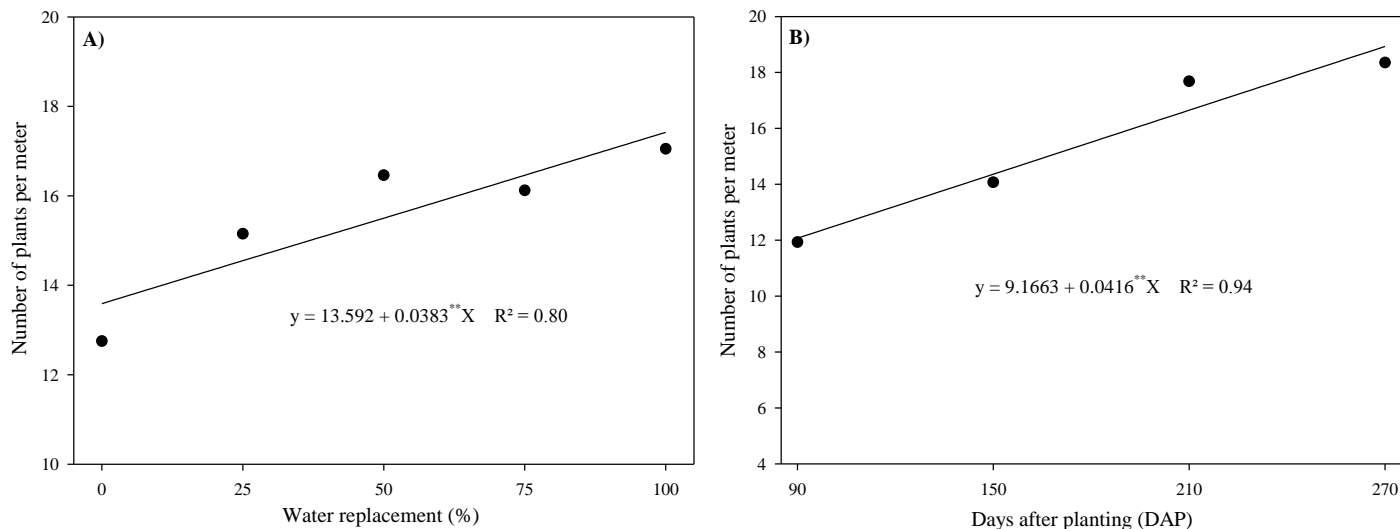 A)
Number of plants per meter
20
18
16
14
12
10
y = 13.592 + 0.0383**X R² = 0.80
0 25 50 75 100
Water replacement (%)
B)
Number of plants per meter
20
18
16
14
12
10
8
6
4
y = 9.1663 + 0.0416**X R² = 0.94
90 150 210 270
Days after planting (DAP)